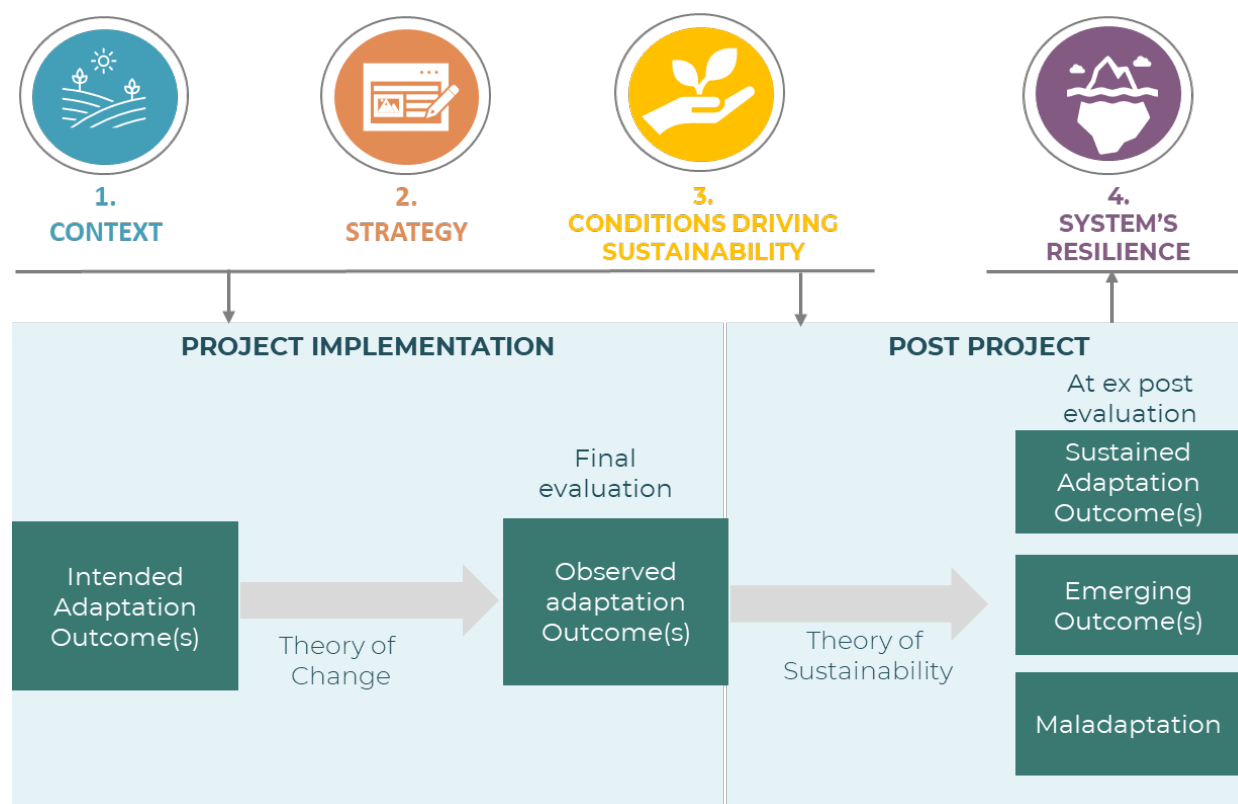 1.
CONTEXT
2.
STRATEGY
3.
CONDITIONS DRIVING
SUSTAINABILITY
4.
SYSTEM'S
RESILIENCE
PROJECT IMPLEMENTATION
POST PROJECT
At ex post
evaluation
Final
evaluation
Intended
Adaptation
Outcome(s)
Theory of
Change
Observed
adaptation
Outcome(s)
Theory of
Sustainability
Sustained
Adaptation
Outcome(s)
Emerging
Outcome(s)
Maladaptation